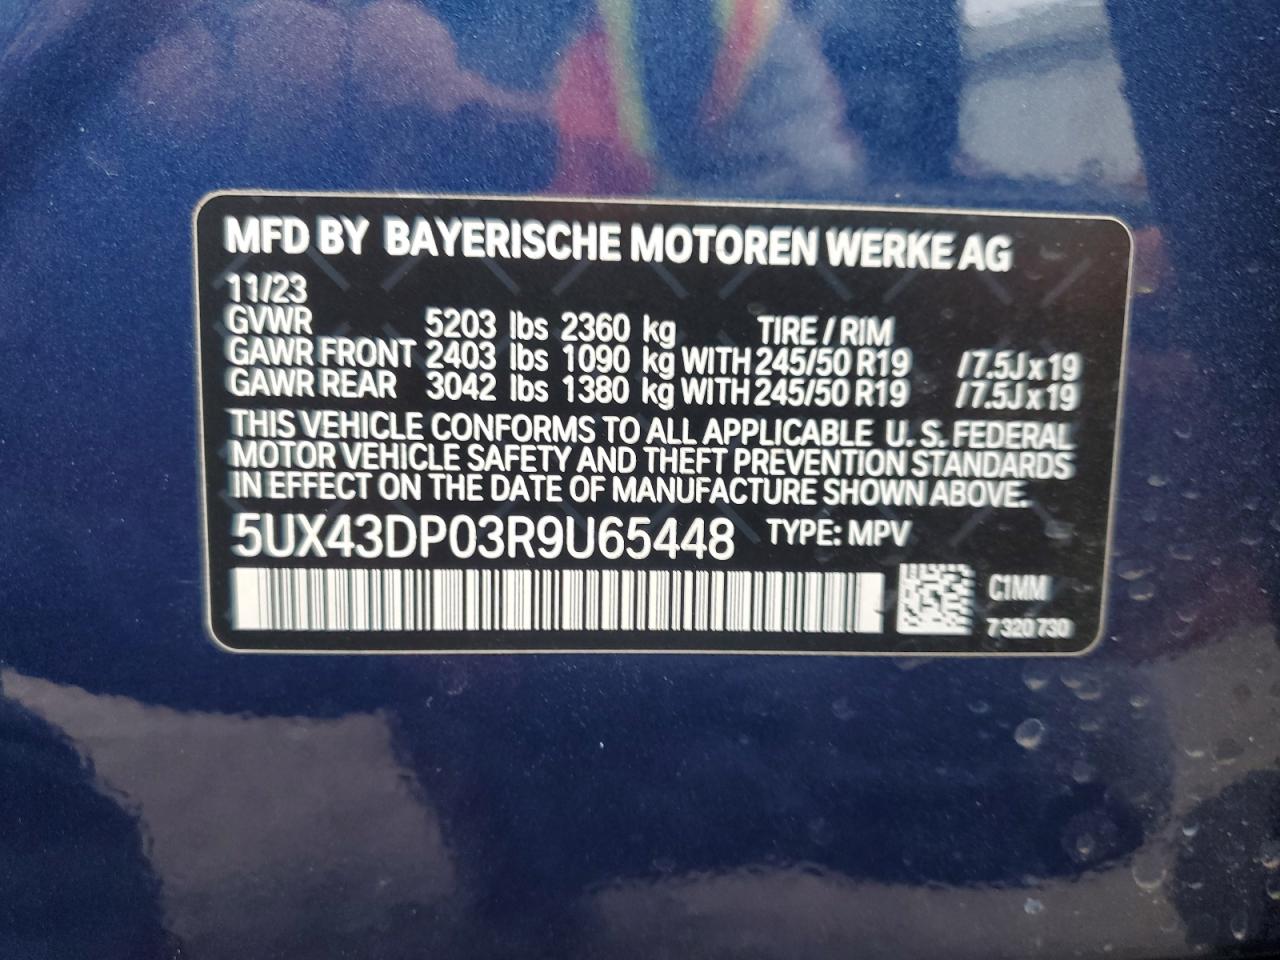 MFD BY BAYERISCHE MOTOREN WERKE AG
11/23
GVWR 5203 lbs 2360 kg TIRE / RIM
GAWR FRONT 2403 lbs 1090 kg WITH 245/50 R19 /7.5J x 19
GAWR REAR 3042 lbs 1380 kg WITH 245/50 R19 /7.5J x 19
THIS VEHICLE CONFORMS TO ALL APPLICABLE U. S. FEDERAL
MOTOR VEHICLE SAFETY AND THEFT PREVENTION STANDARDS
IN EFFECT ON THE DATE OF MANUFACTURE SHOWN ABOVE.
5UX43DP03R9U65448 TYPE: MPV
C1MM
7 320 730